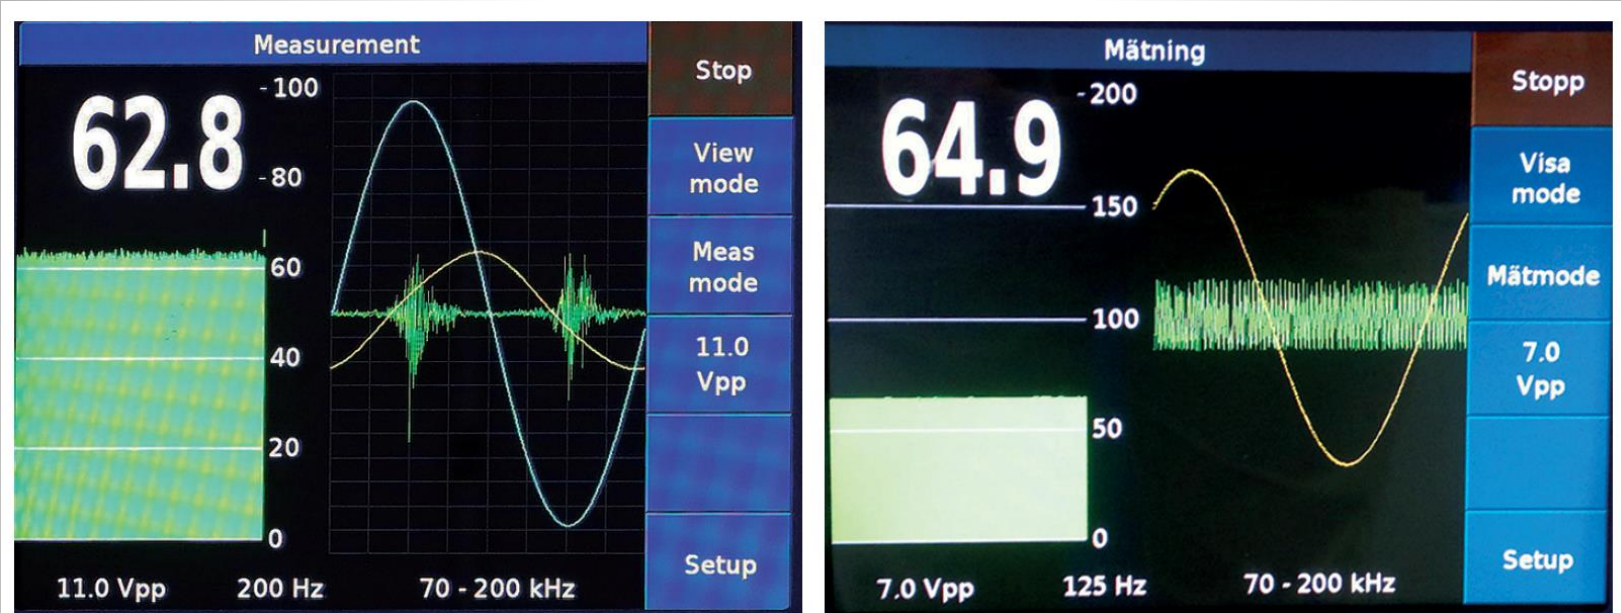 Measurement
62.8
100
80
60
40
20
0
11.0 Vpp 200 Hz 70 - 200 kHz
Stop
View
mode
Meas
mode
11.0
Vpp
Setup
Mätning
64.9
200
150
100
50
0
7.0 Vpp 125 Hz 70 - 200 kHz
Stopp
Visa
mode
Mätmode
7.0
Vpp
Setup